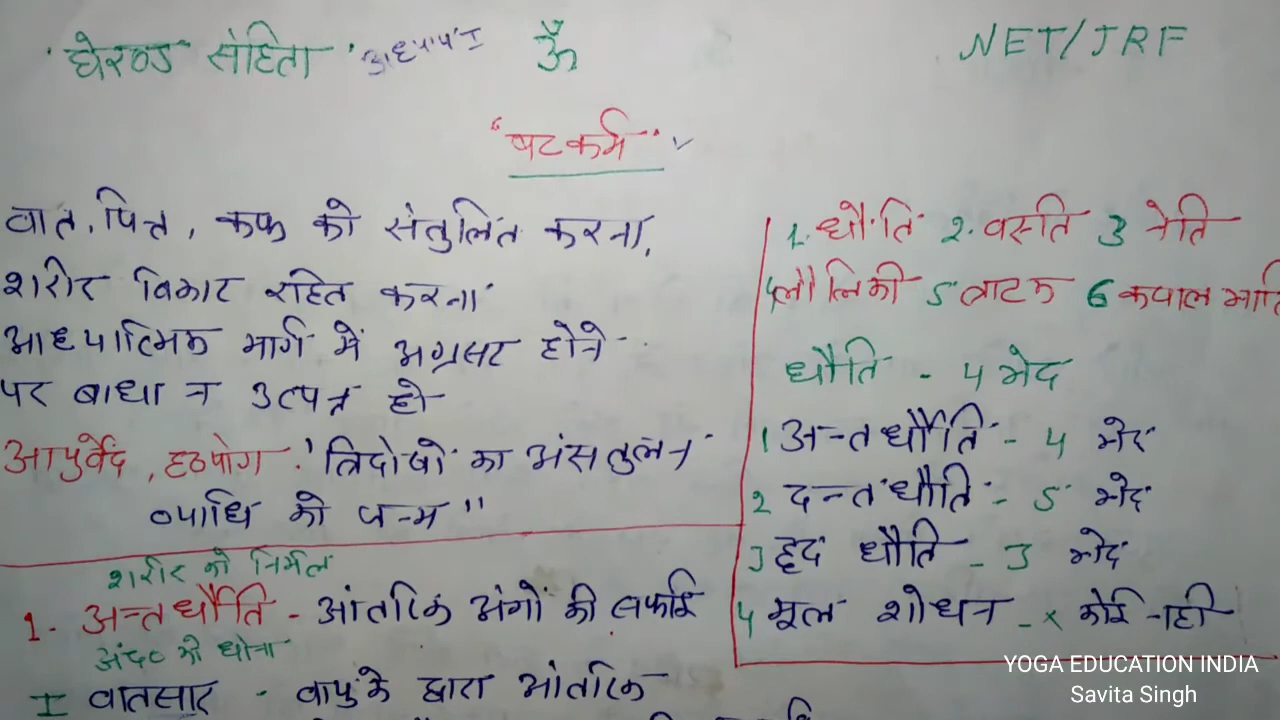 'घेरण्ड संहिता' अध्याय I
ॐ
NET/JRF
"षटकर्म"
वात, पित्त, कफ को संतुलित करना,
शरीर विकार रहित करना
आध्यात्मिक मार्ग में अग्रसर होने
पर बाधा न उत्पन्न हो
आयुर्वेद, हठयोग. 'त्रिदोषों का अंसतुलन
व्याधि को जन्म"
1. धौति 2. वस्ति 3 नेति
4 लौलिकी 5 त्राटक 6 कपाल भाति
धौति - 4 भेद
1 अन्तर्धौति - 4 भेद
2 दन्त धौति - 5 भेद
3 हृद धौति - 3 भेद
4 मूल शोधन - x कोई नही
शरीर को निर्मल
1. अन्तर्धौति - आंतरिक अंगों की सफाई
अंदर की धोना
I वातसार - वायु के द्वारा आंतरिक
YOGA EDUCATION INDIA
Savita Singh